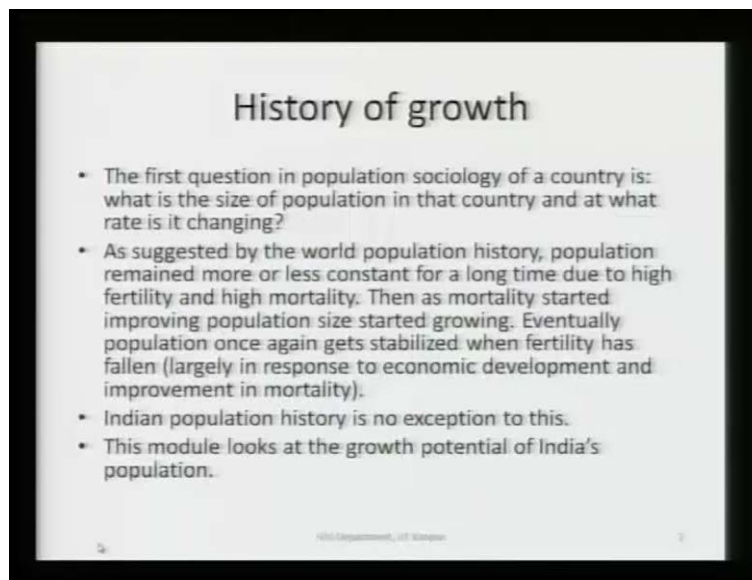 History of growth
• The first question in population sociology of a country is:
what is the size of population in that country and at what
rate is it changing?
• As suggested by the world population history, population
remained more or less constant for a long time due to high
fertility and high mortality. Then as mortality started
improving population size started growing. Eventually
population once again gets stabilized when fertility has
fallen (largely in response to economic development and
improvement in mortality).
• Indian population history is no exception to this.
• This module looks at the growth potential of India's
population.
Department, IIT Kanpur